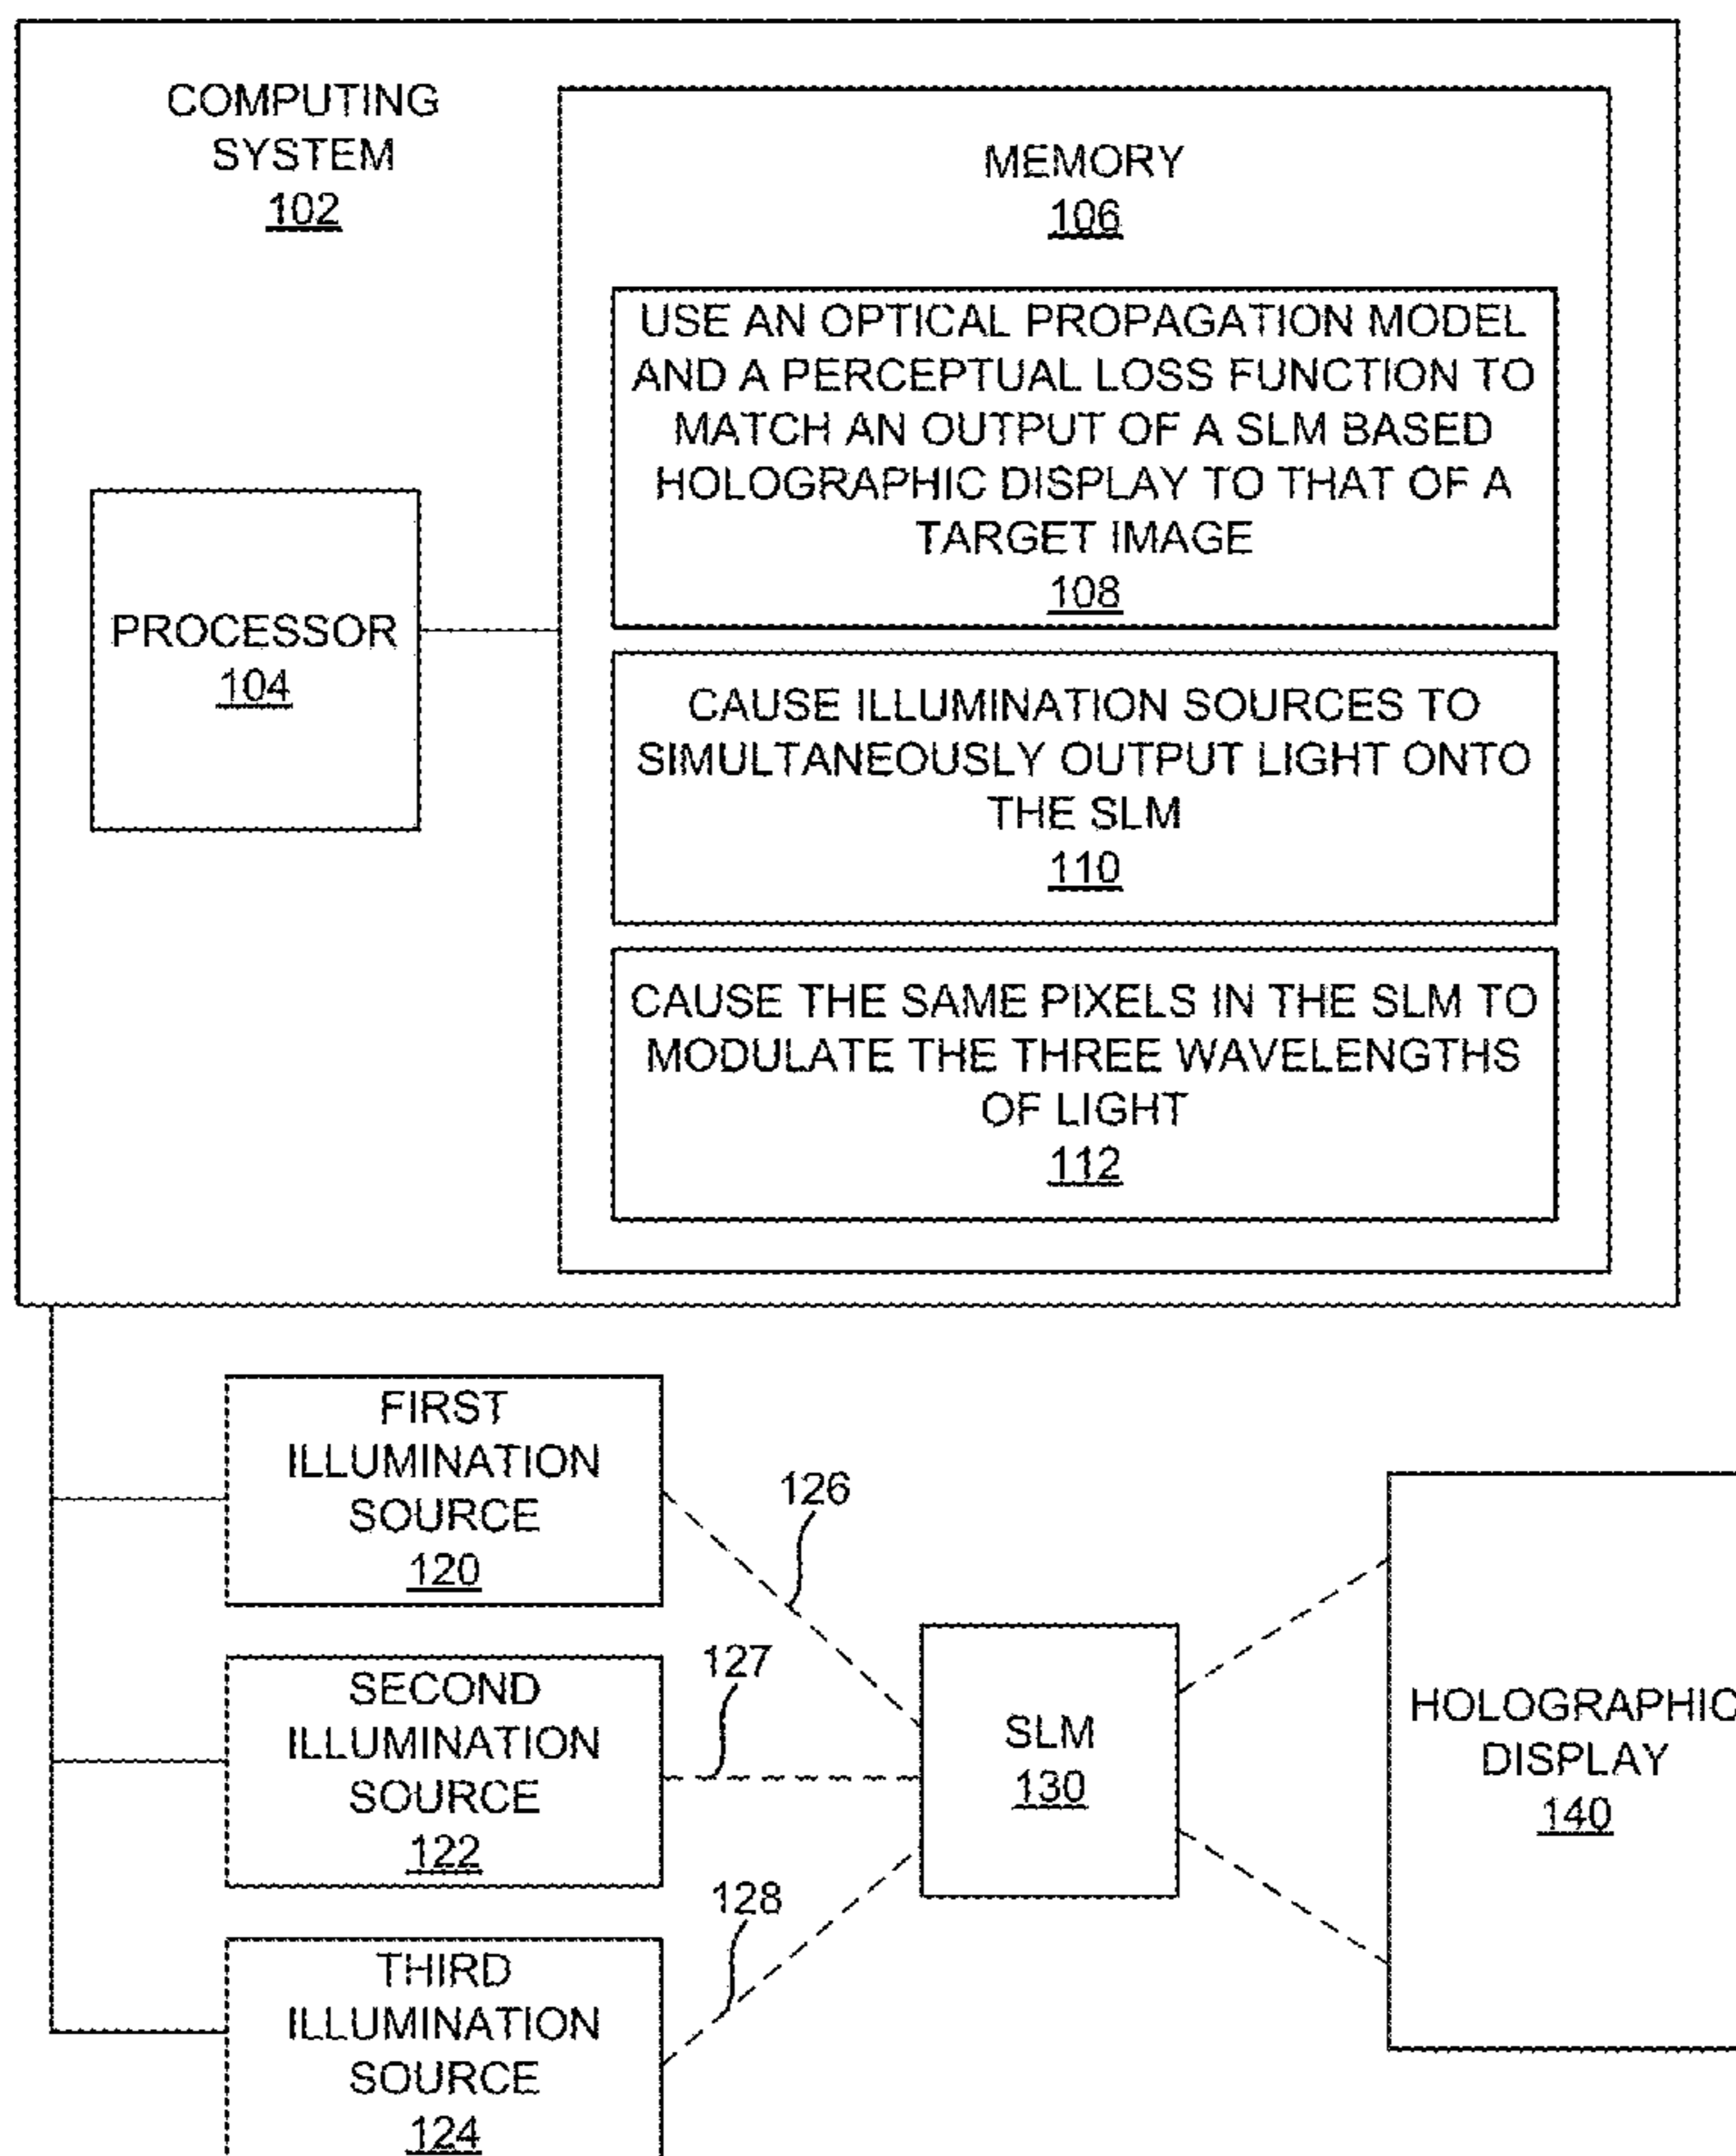 COMPUTING
SYSTEM
102
MEMORY
106
USE AN OPTICAL PROPAGATION MODEL
AND A PERCEPTUAL LOSS FUNCTION TO
MATCH AN OUTPUT OF A SLM BASED
HOLOGRAPHIC DISPLAY TO THAT OF A
TARGET IMAGE
108
PROCESSOR
104
CAUSE ILLUMINATION SOURCES TO
SIMULTANEOUSLY OUTPUT LIGHT ONTO
THE SLM
110
CAUSE THE SAME PIXELS IN THE SLM TO
MODULATE THE THREE WAVELENGTHS
OF LIGHT
112
FIRST
ILLUMINATION
SOURCE
120
126
SECOND
ILLUMINATION
SOURCE
122
127
THIRD
ILLUMINATION
SOURCE
124
128
SLM
130
HOLOGRAPHIC
DISPLAY
140